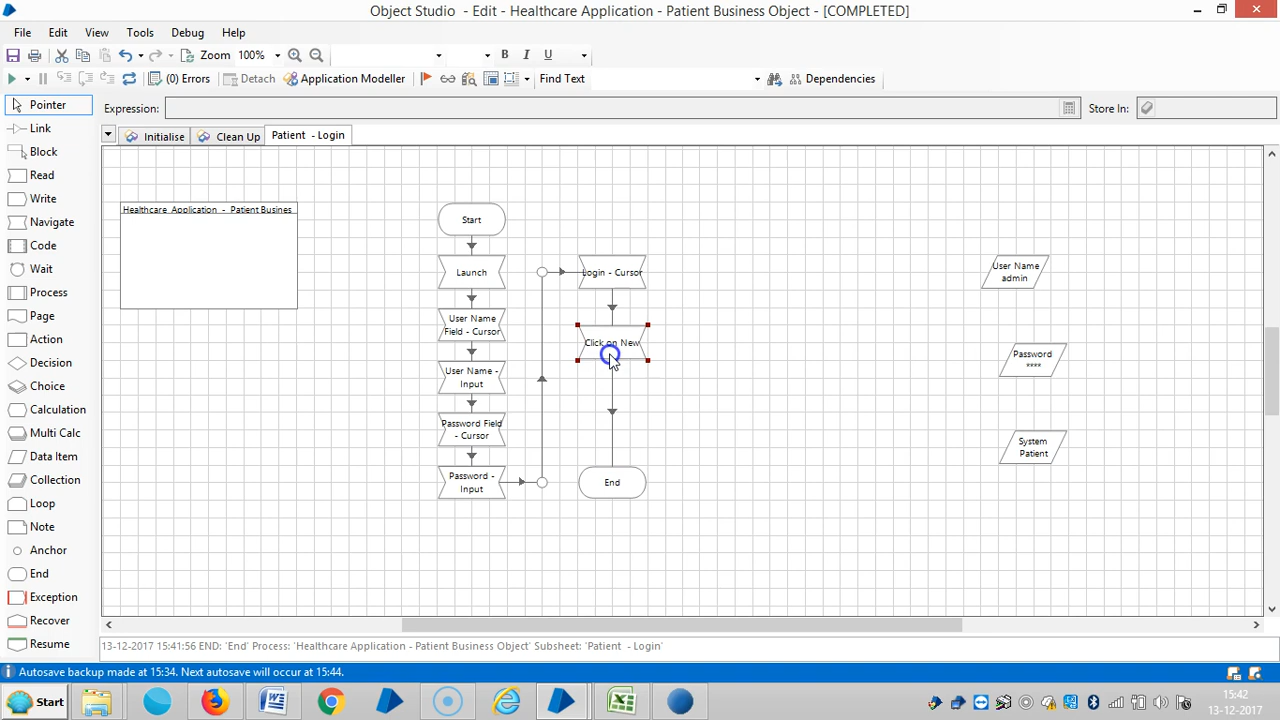 Object Studio - Edit - Healthcare Application - Patient Business Object - [COMPLETED]
File Edit View Tools Debug Help
Zoom 100% B I U
(0) Errors Detach Application Modeller Find Text Dependencies
Pointer
Expression: Store In:
Link
Initialise Clean Up Patient - Login
Block
Read
Write
Navigate
Code
Wait
Process
Page
Action
Decision
Choice
Calculation
Multi Calc
Data Item
Collection
Loop
Note
Anchor
End
Exception
Recover
Resume
Healthcare Application - Patient Busines
Start
Launch
User Name
Field - Cursor
User Name -
Input
Password Field
- Cursor
Password -
Input
Login - Cursor
Click on New
End
User Name
admin
Password
****
System
Patient
13-12-2017 15:41:56 END: 'End' Process: 'Healthcare Application - Patient Business Object' Subsheet: 'Patient - Login'
Autosave backup made at 15:34. Next autosave will occur at 15:44.
Start
15:42
13-12-2017